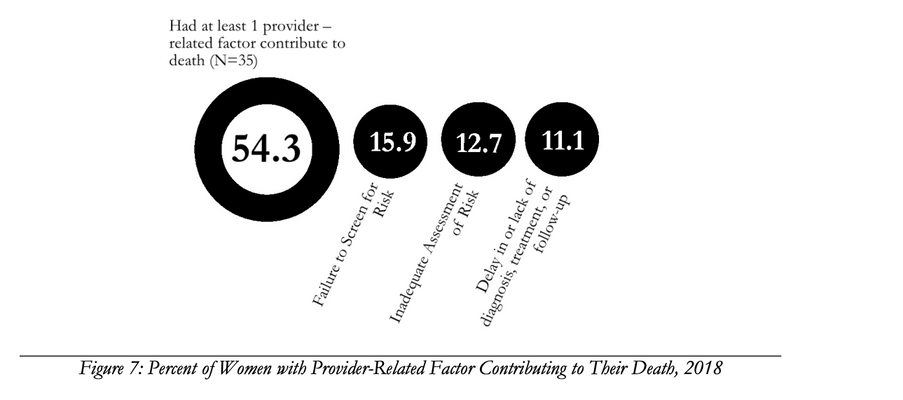 Had at least 1 provider –
related factor contribute to
death (N=35)
54.3
15.9
12.7
11.1
Failure to Screen for
Risk
Inadequate Assessment
of Risk
Delay in or lack of
diagnosis, treatment, or
follow-up
Figure 7: Percent of Women with Provider-Related Factor Contributing to Their Death, 2018